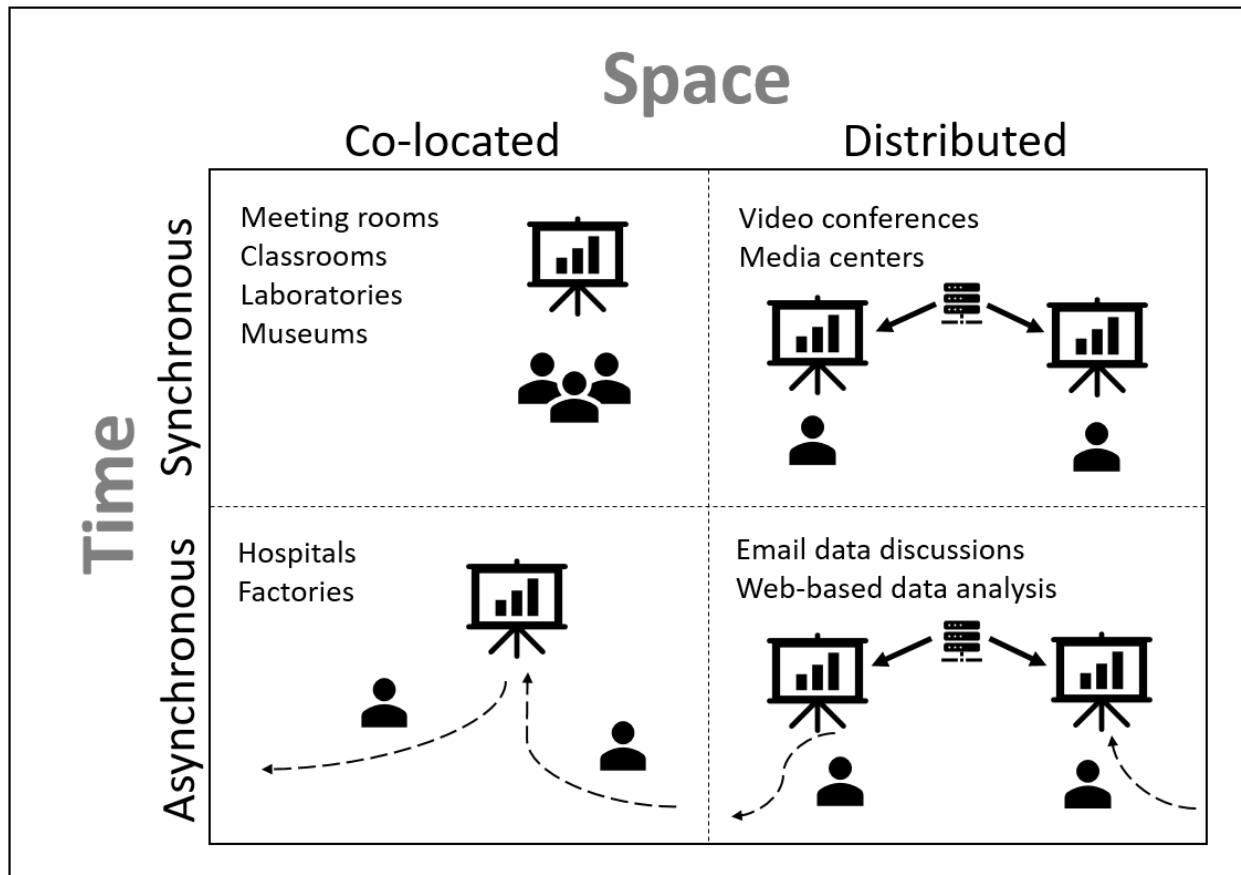 Space
Co-located
Distributed
Time
Synchronous
Meeting rooms
Classrooms
Laboratories
Museums
Video conferences
Media centers
Asynchronous
Hospitals
Factories
Email data discussions
Web-based data analysis